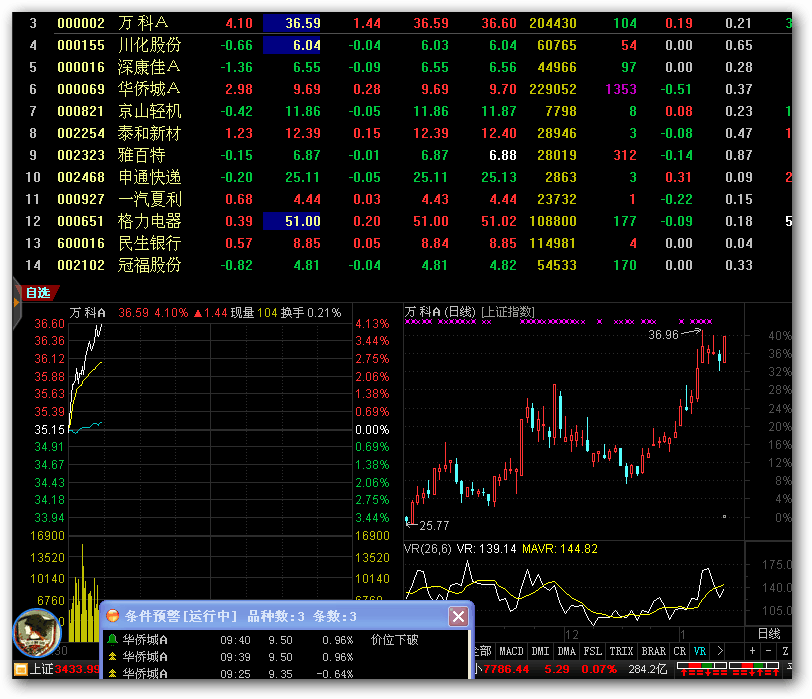 3 000002 万科A 4.10 36.59 1.44 36.59 36.60 204430 104 0.19 0.21
4 000155 川化股份 -0.66 6.04 -0.04 6.03 6.04 60765 54 0.00 0.65
5 000016 深康佳A -1.36 6.55 -0.09 6.55 6.56 44966 97 0.00 0.28
6 000069 华侨城A 2.98 9.69 0.28 9.69 9.70 229052 1353 -0.51 0.37
7 000821 京山轻机 -0.42 11.86 -0.05 11.86 11.87 7798 8 0.08 0.23
8 002254 泰和新材 1.23 12.39 0.15 12.39 12.40 28946 3 -0.08 0.47
9 002323 雅百特 -0.15 6.87 -0.01 6.87 6.88 28019 312 -0.14 0.87
10 002468 申通快递 -0.20 25.11 -0.05 25.11 25.13 2863 3 0.31 0.09
11 000927 一汽夏利 0.68 4.44 0.03 4.43 4.44 23732 1 -0.22 0.15
12 000651 格力电器 0.39 51.00 0.20 51.00 51.02 108800 177 -0.09 0.18
13 600016 民生银行 0.57 8.85 0.05 8.84 8.85 114981 4 0.00 0.04
14 002102 冠福股份 -0.82 4.81 -0.04 4.81 4.82 54533 170 0.00 0.33
自选
万科A 36.59 4.10% ▲1.44 现量 104 换手 0.21%
万科A (日线) [上证指数]
36.60 4.13%
36.36 3.44%
36.12 2.75%
35.88 2.06%
35.63 1.38%
35.39 0.69%
35.15 0.00%
34.91 0.69%
34.67 1.38%
34.43 2.06%
34.18 2.75%
33.94 3.44%
16900 16900
13520 13520
10140 10140
6760 6760
36.96
25.77
40%
36%
32%
28%
24%
20%
16%
12%
8%
4%
0%
VR(26,6) VR: 139.14 MAVR: 144.82
175.0
140.0
105.0
12 1 日线
全部 MACD DMI DMA FSL TRIX BRAR CR VR > + - Z
条件预警[运行中] 品种数:3 条数:3
华侨城A 09:40 9.50 0.96% 价位下破
华侨城A 09:39 9.50 0.96%
华侨城A 09:25 9.35 -0.64%
上证3433.99
7786.44 5.29 0.07% 284.2亿